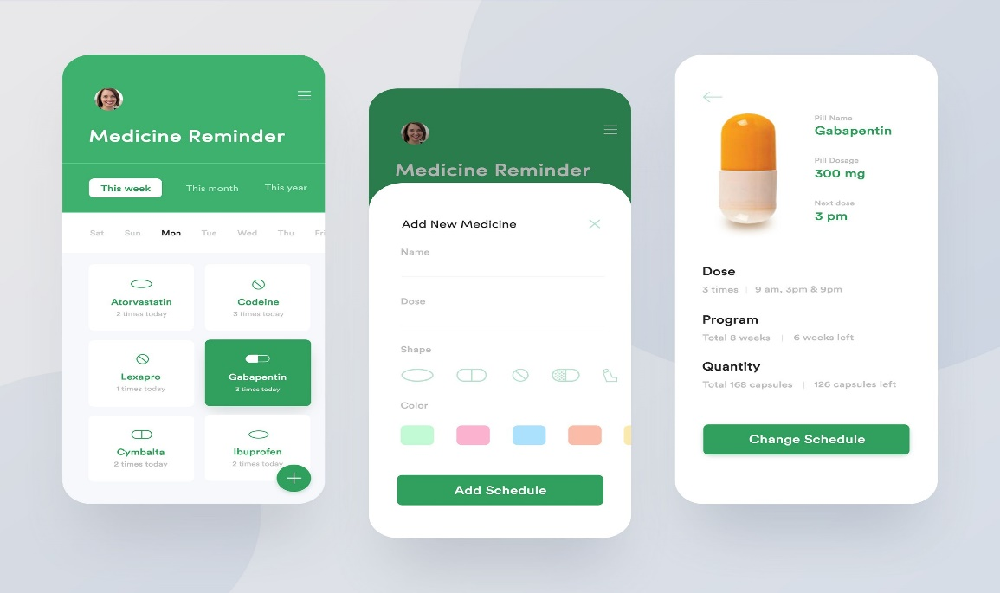 Medicine Reminder
This week
This month
This year
Sat
Sun
Mon
Tue
Wed
Thu
Fri
Atorvastatin
2 times today
Codeine
3 times today
Lexapro
1 times today
Gabapentin
3 times today
Cymbalta
2 times today
Ibuprofen
2 times today
Medicine Reminder
Add New Medicine
Name
Dose
Shape
Color
Add Schedule
Pill Name
Gabapentin
Pill Dosage
300 mg
Next dose
3 pm
Dose
3 times | 9 am, 3pm & 9pm
Program
Total 8 weeks | 6 weeks left
Quantity
Total 168 capsules | 126 capsules left
Change Schedule